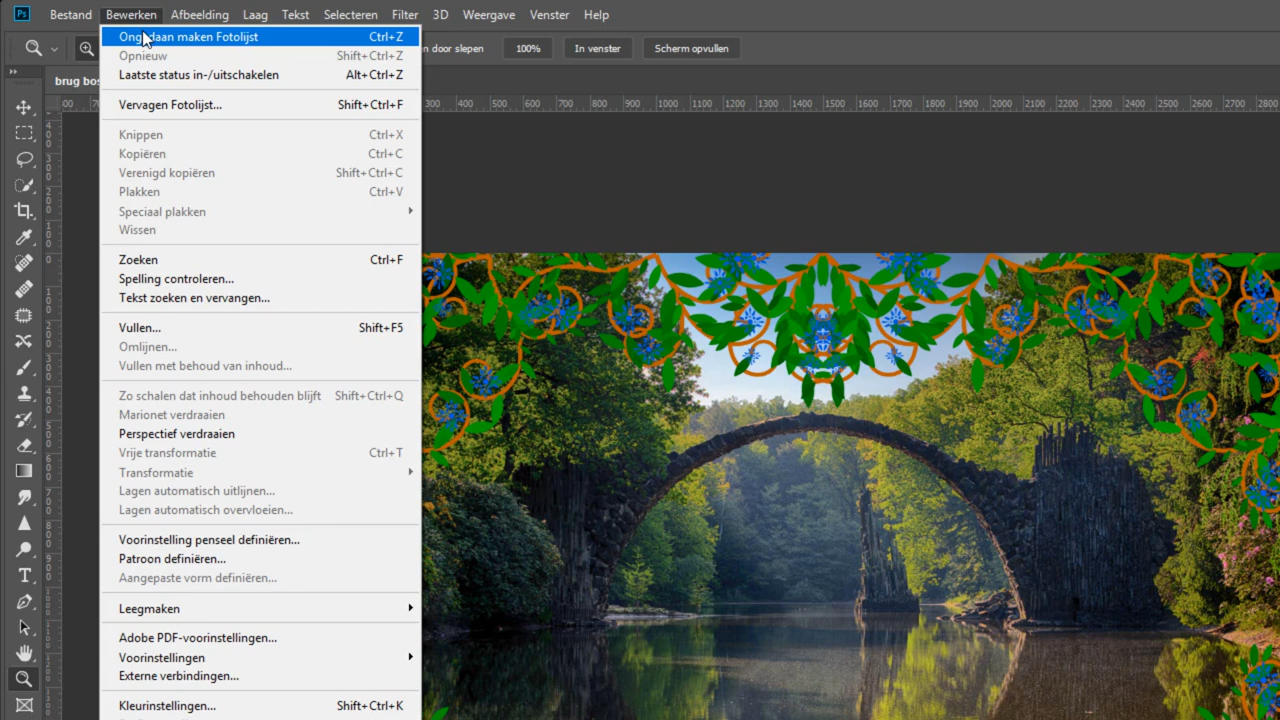 Ps Bestand Bewerken Afbeelding Laag Tekst Selecteren Filter 3D Weergave Venster Help
en door slepen 100% In venster Scherm opvullen
brug bos
300 400 500 600 700 800 900 1000 1100 1200 1300 1400 1500 1600 1700 1800 1900 2000 2100 2200 2300 2400 2500 2600 2700 2800
Ongedaan maken Fotolijst Ctrl+Z
Opnieuw Shift+Ctrl+Z
Laatste status in-/uitschakelen Alt+Ctrl+Z
Vervagen Fotolijst... Shift+Ctrl+F
Knippen Ctrl+X
Kopiëren Ctrl+C
Verenigd kopiëren Shift+Ctrl+C
Plakken Ctrl+V
Speciaal plakken
Wissen
Zoeken Ctrl+F
Spelling controleren...
Tekst zoeken en vervangen...
Vullen... Shift+F5
Omlijnen...
Vullen met behoud van inhoud...
Zo schalen dat inhoud behouden blijft Shift+Ctrl+Q
Marionet verdraaien
Perspectief verdraaien
Vrije transformatie Ctrl+T
Transformatie
Lagen automatisch uitlijnen...
Lagen automatisch overvloeien...
Voorinstelling penseel definiëren...
Patroon definiëren...
Aangepaste vorm definiëren...
Leegmaken
Adobe PDF-voorinstellingen...
Voorinstellingen
Externe verbindingen...
Kleurinstellingen... Shift+Ctrl+K